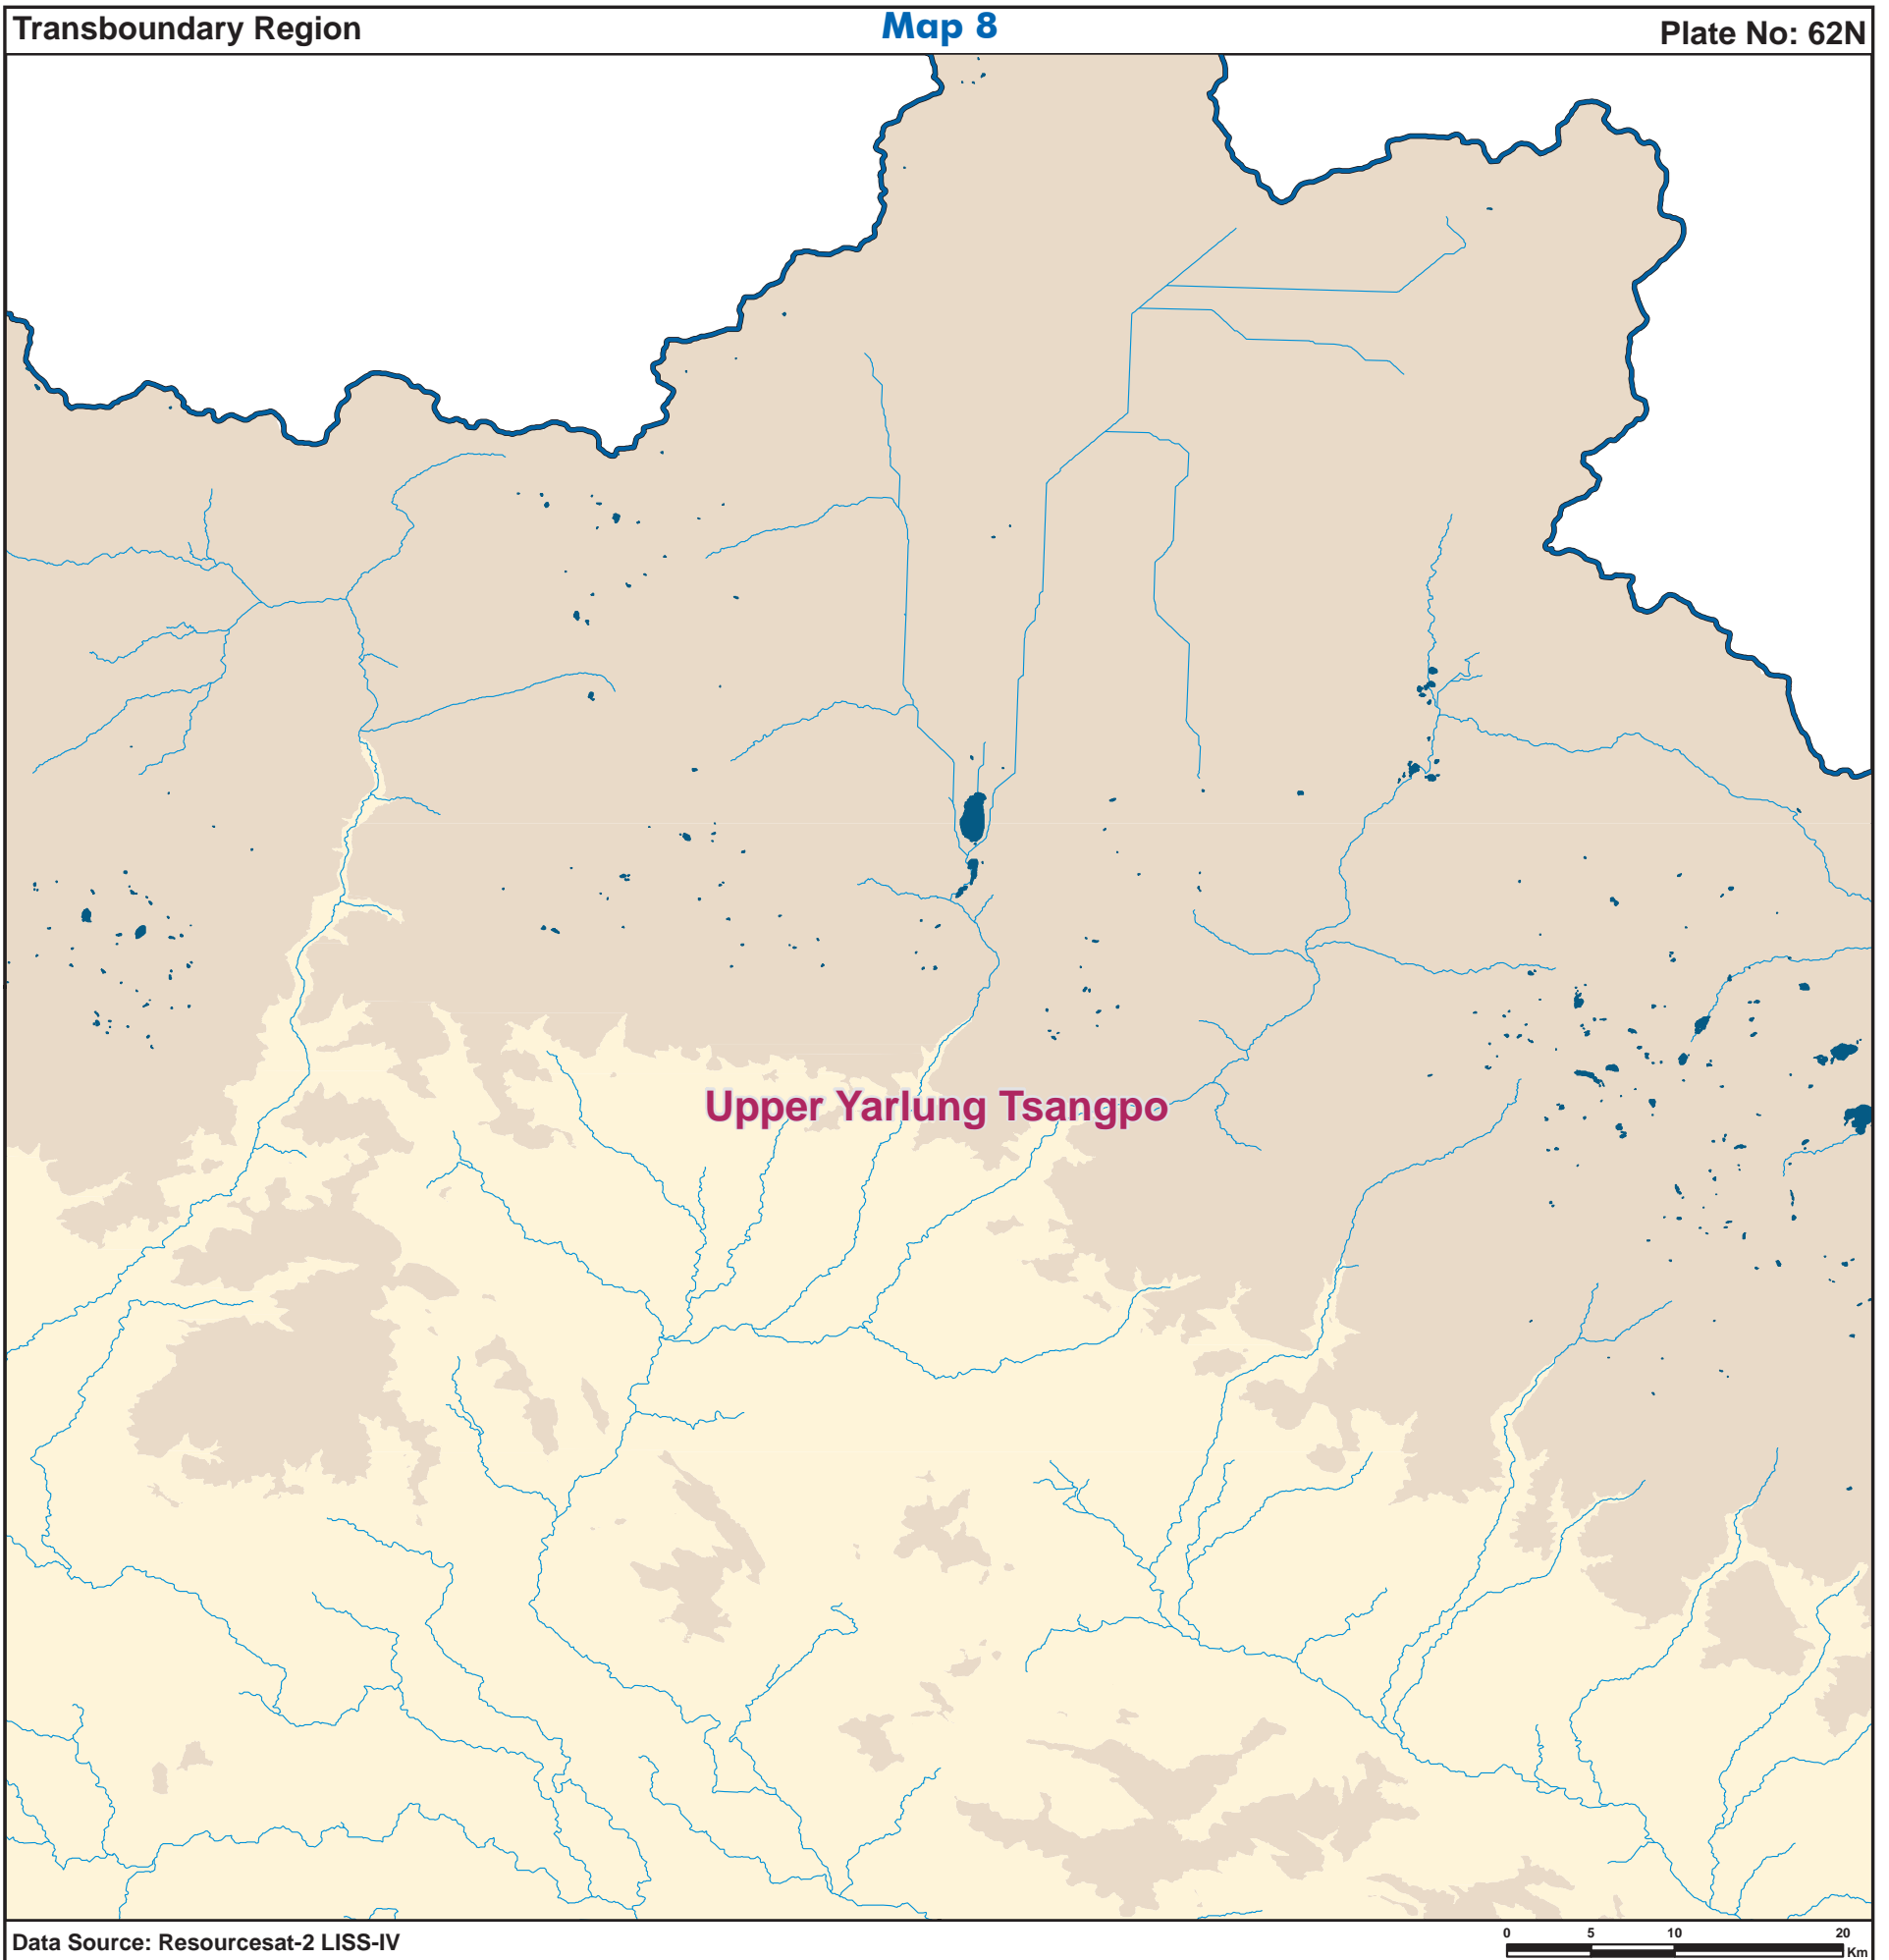 Transboundary Region
Map 8
Plate No: 62N
Upper Yarlung Tsangpo
Data Source: Resourcesat-2 LISS-IV
0 5 10 20
Km